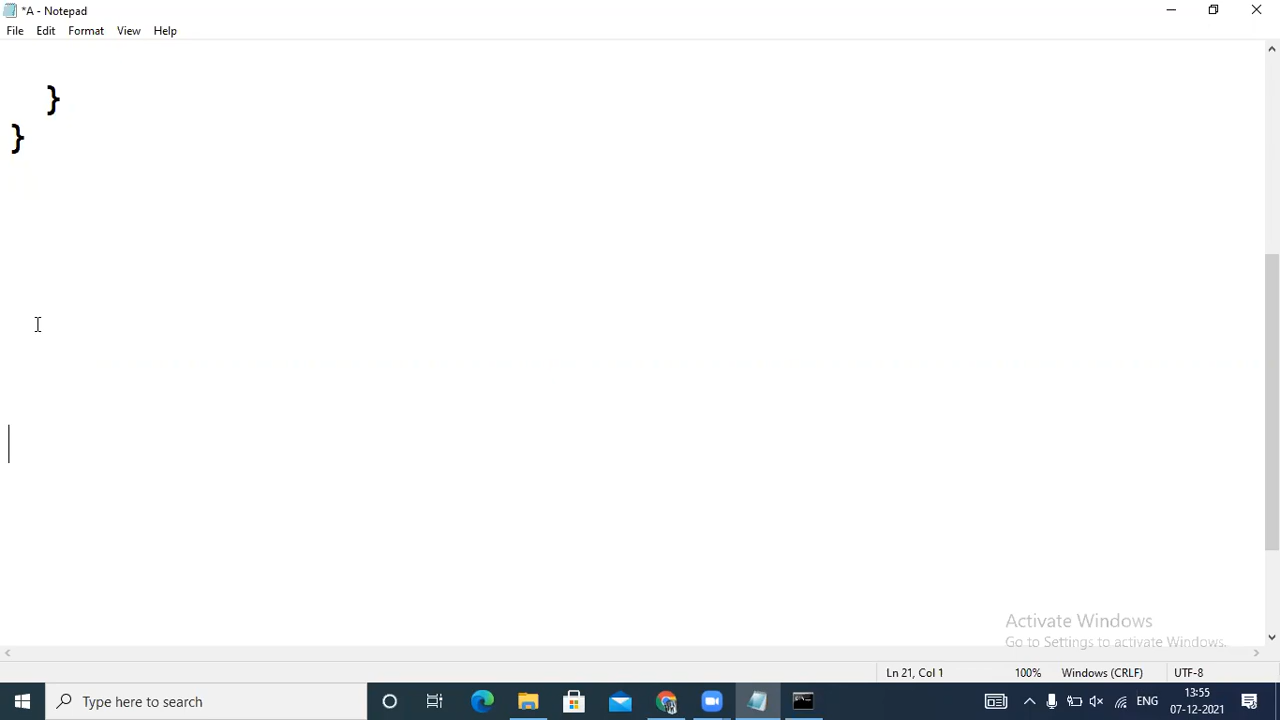 *A - Notepad
File Edit Format View Help
}
}
Activate Windows
Go to Settings to activate Windows.
Ln 21, Col 1 100% Windows (CRLF) UTF-8
Type here to search
ENG
13:55
07-12-2021